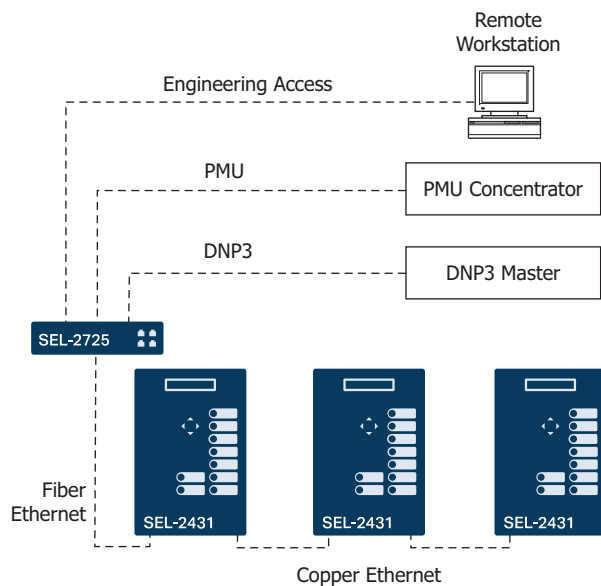 Remote
Workstation
Engineering Access
PMU
PMU Concentrator
DNP3
DNP3 Master
SEL-2725
Fiber
Ethernet
SEL-2431
SEL-2431
SEL-2431
Copper Ethernet